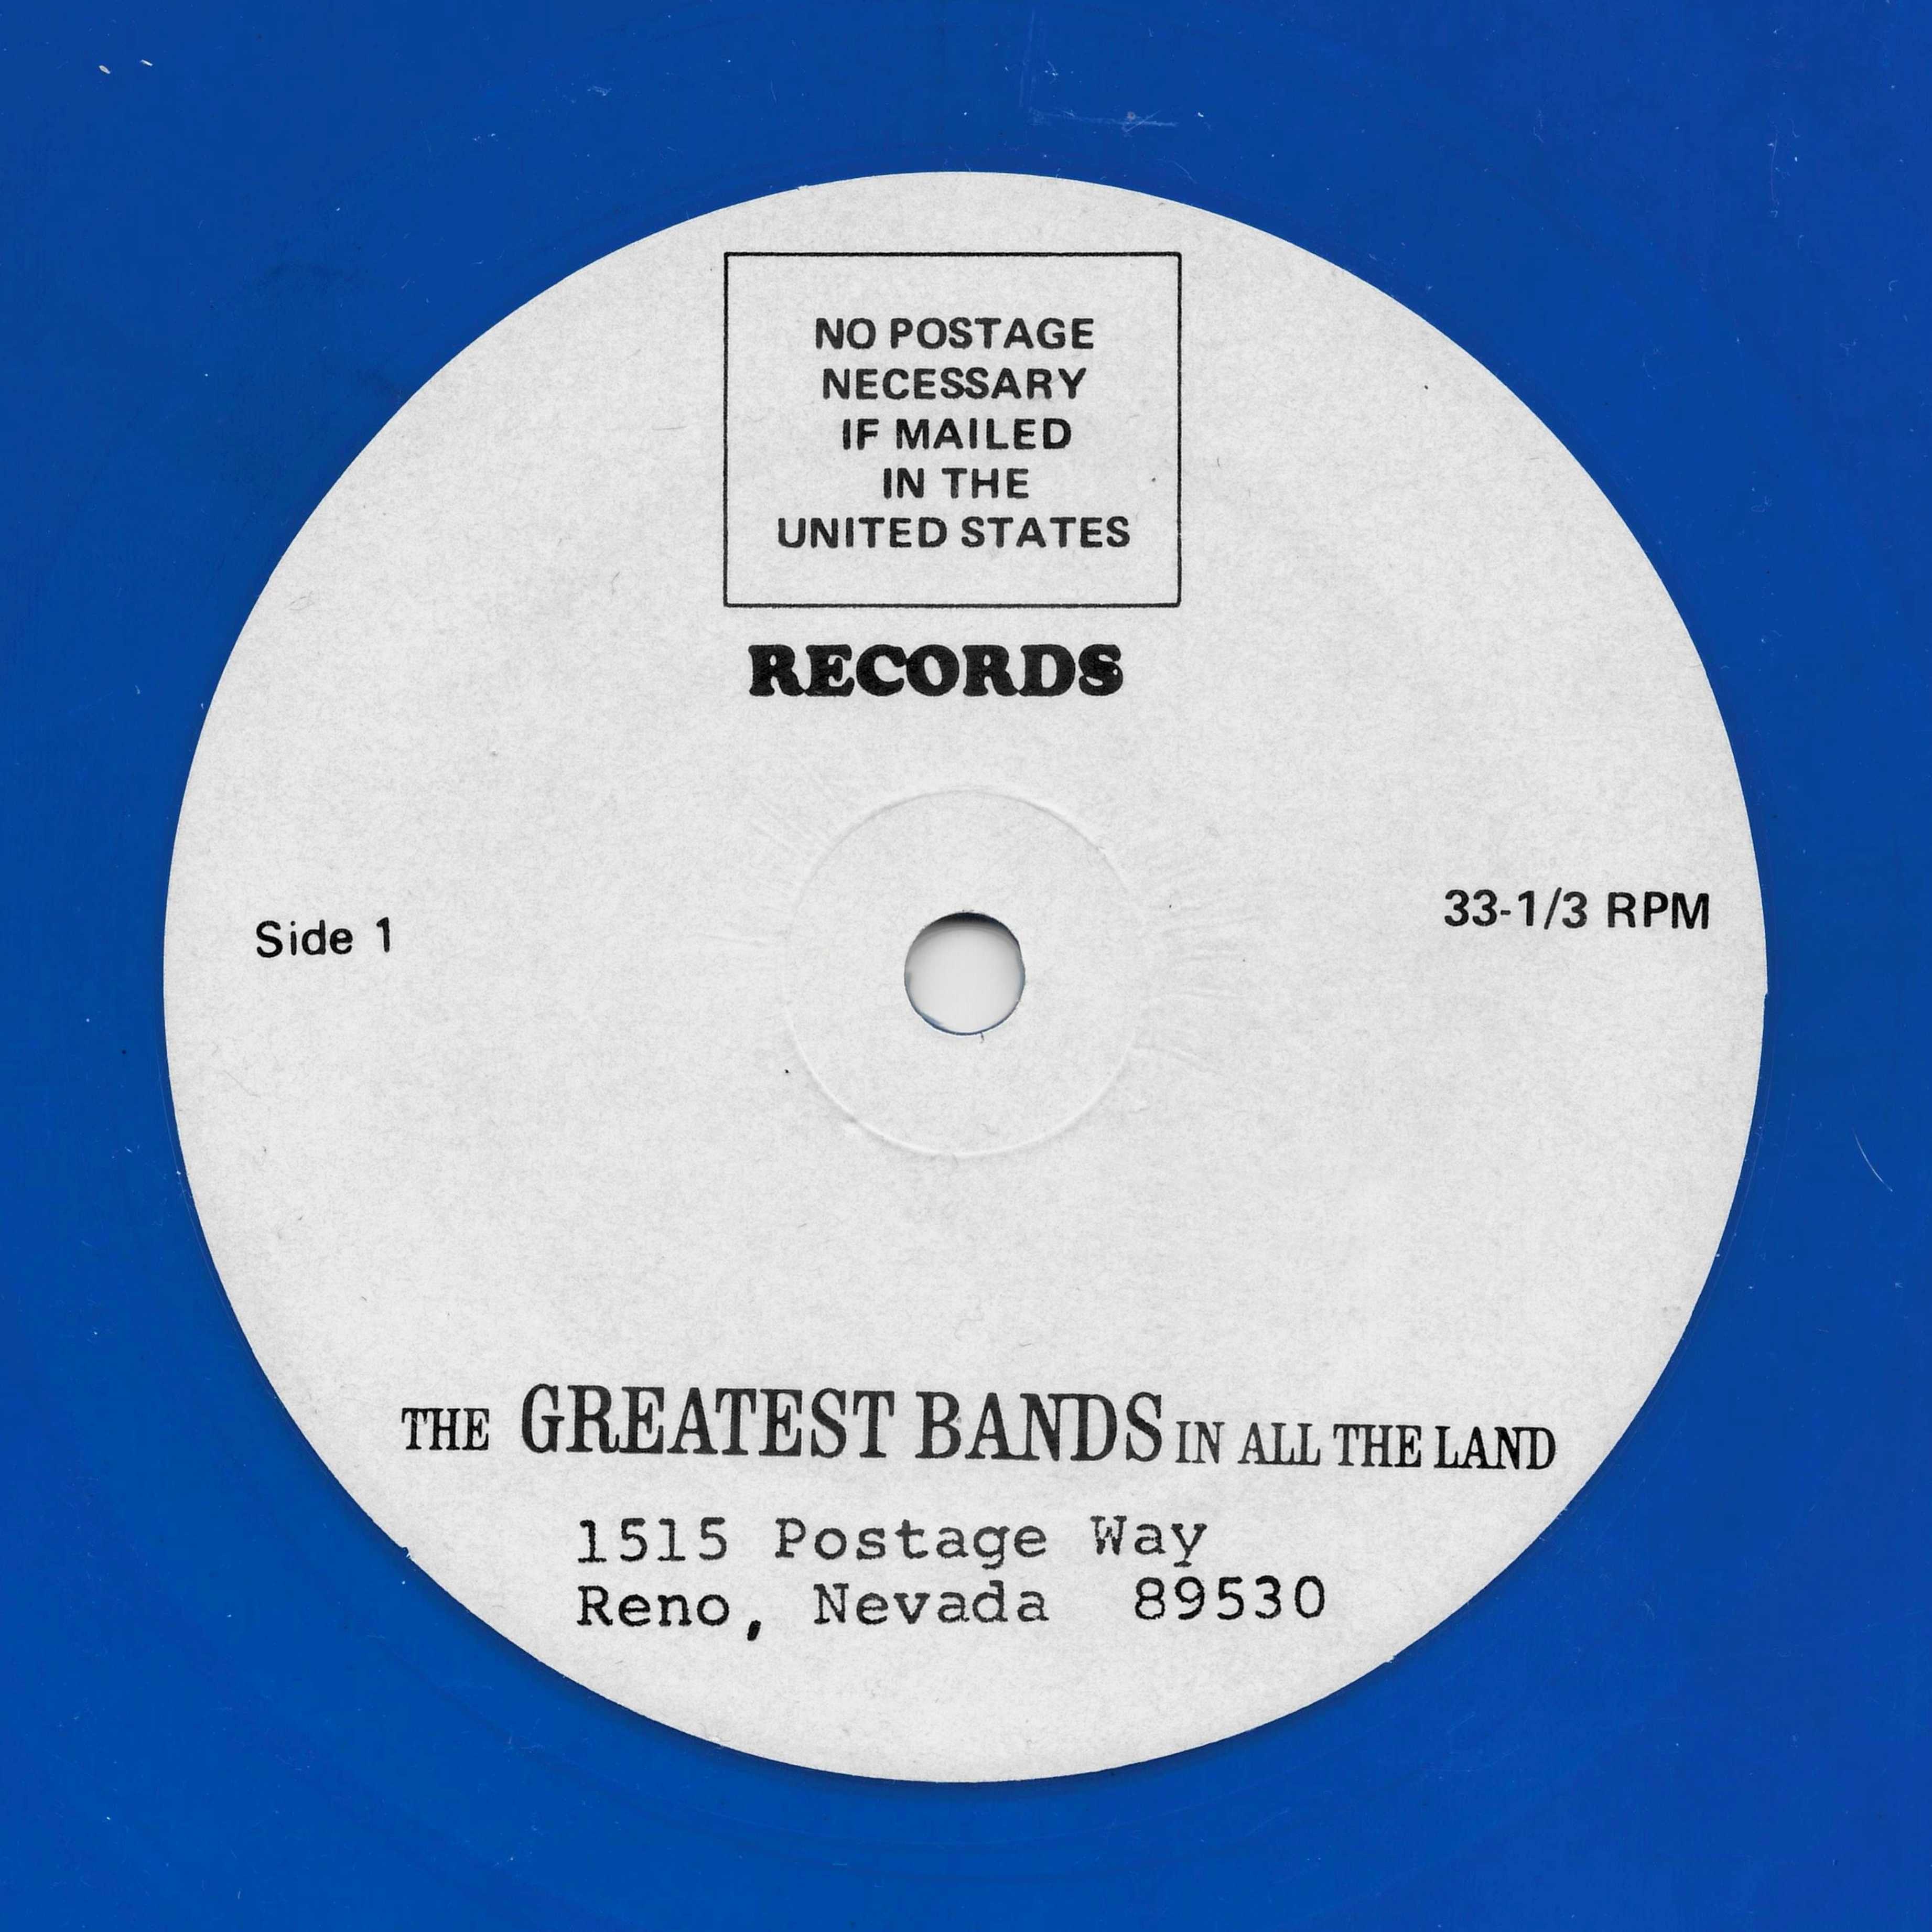 NO POSTAGE
NECESSARY
IF MAILED
IN THE
UNITED STATES
RECORDS
Side 1
33-1/3 RPM
THE GREATEST BANDS IN ALL THE LAND
1515 Postage Way
Reno, Nevada 89530